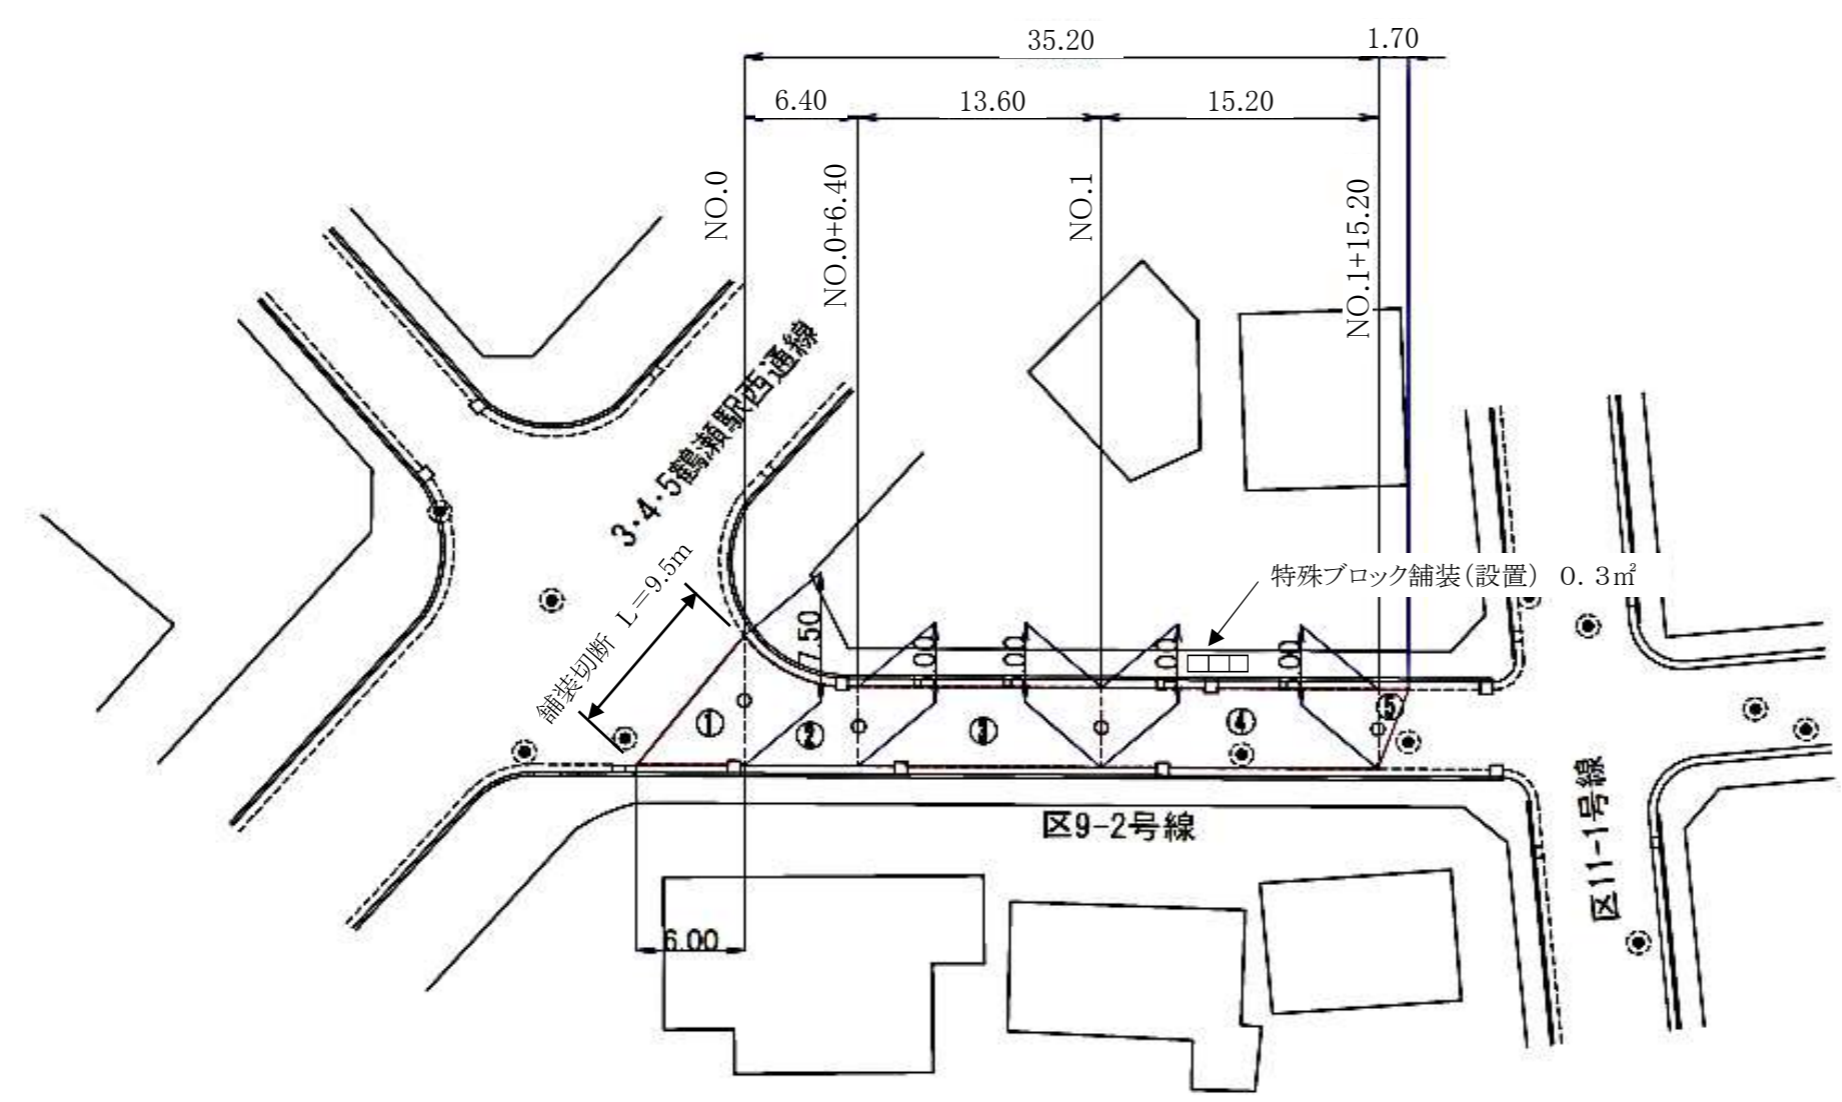 35.20
1.70
6.40
13.60
15.20
NO.0
NO.0+6.40
NO.1
NO.1+15.20
3・4・5鶴瀬駅西通線
舗装切断 L=9.5m
特殊ブロック舗装(設置) 0.3㎡
7.50
①
②
③
④
⑤
区9-2号線
区11-1号線
6.00